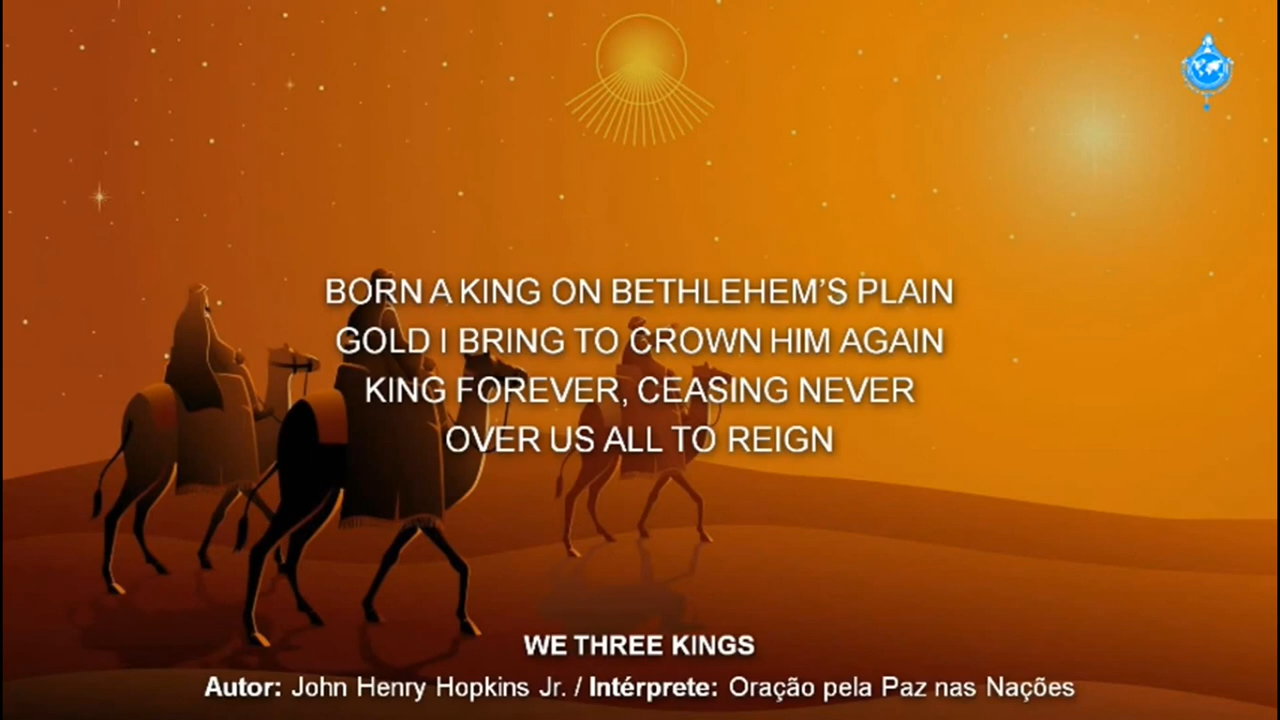 BORN A KING ON BETHLEHEM’S PLAIN
GOLD I BRING TO CROWN HIM AGAIN
KING FOREVER, CEASING NEVER
OVER US ALL TO REIGN
WE THREE KINGS
Autor: John Henry Hopkins Jr. / Intérprete: Oração pela Paz nas Nações